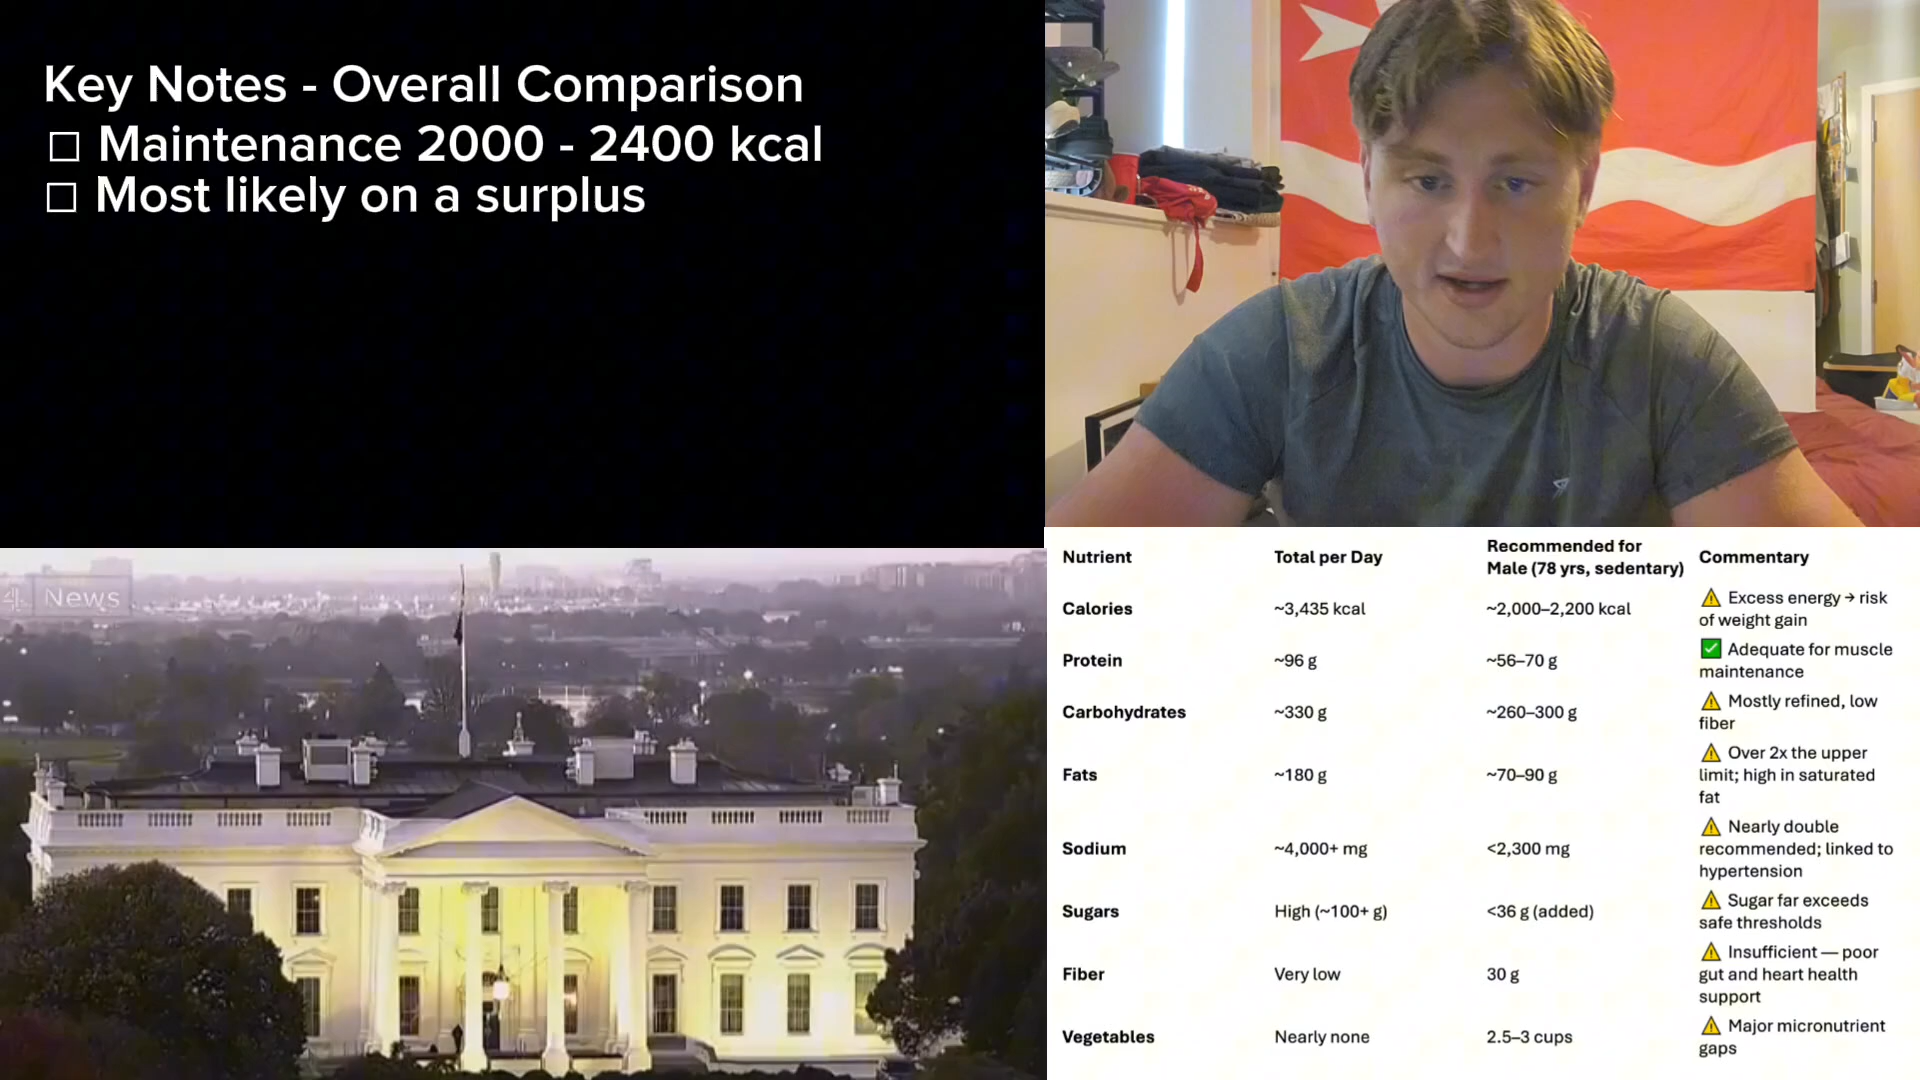 Key Notes - Overall Comparison
☐ Maintenance 2000 - 2400 kcal
☐ Most likely on a surplus
4 News
Nutrient Total per Day Recommended for Male (78 yrs, sedentary) Commentary
Calories ~3,435 kcal ~2,000–2,200 kcal ⚠️ Excess energy → risk
of weight gain
Protein ~96 g ~56–70 g ✅ Adequate for muscle
maintenance
Carbohydrates ~330 g ~260–300 g ⚠️ Mostly refined, low
fiber
Fats ~180 g ~70–90 g ⚠️ Over 2x the upper
limit; high in saturated
fat
Sodium ~4,000+ mg <2,300 mg ⚠️ Nearly double
recommended; linked to
hypertension
Sugars High (~100+ g) <36 g (added) ⚠️ Sugar far exceeds
safe thresholds
Fiber Very low 30 g ⚠️ Insufficient — poor
gut and heart health
support
Vegetables Nearly none 2.5–3 cups ⚠️ Major micronutrient
gaps